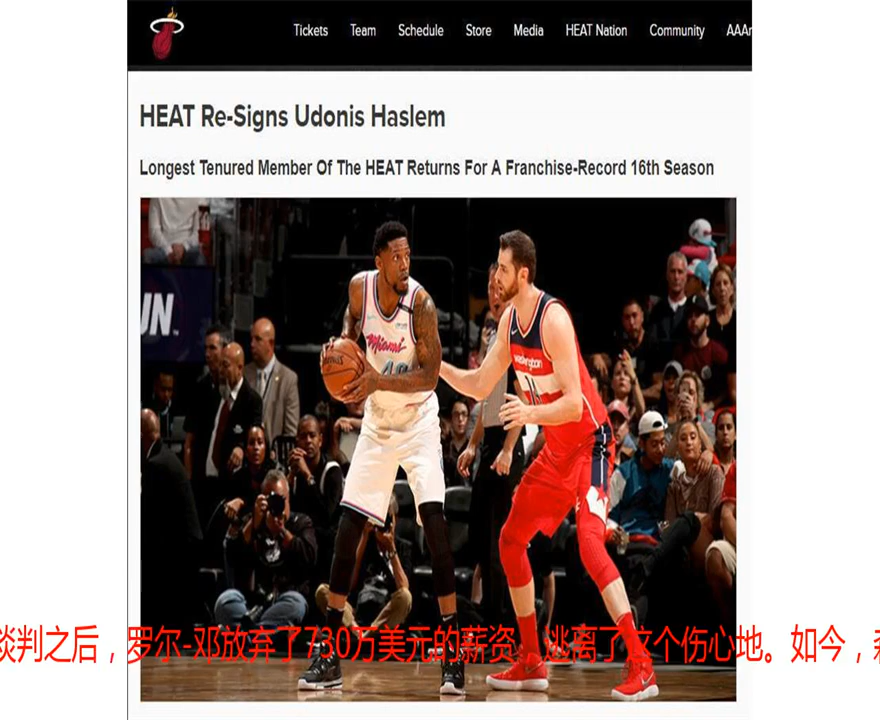 Tickets Team Schedule Store Media HEAT Nation Community
HEAT Re-Signs Udonis Haslem
Longest Tenured Member Of The HEAT Returns For A Franchise-Record 16th Season
UN
Miami
washington
谈判之后，罗尔-邓放弃了730万美元的薪资，逃离了这个伤心地。如今，